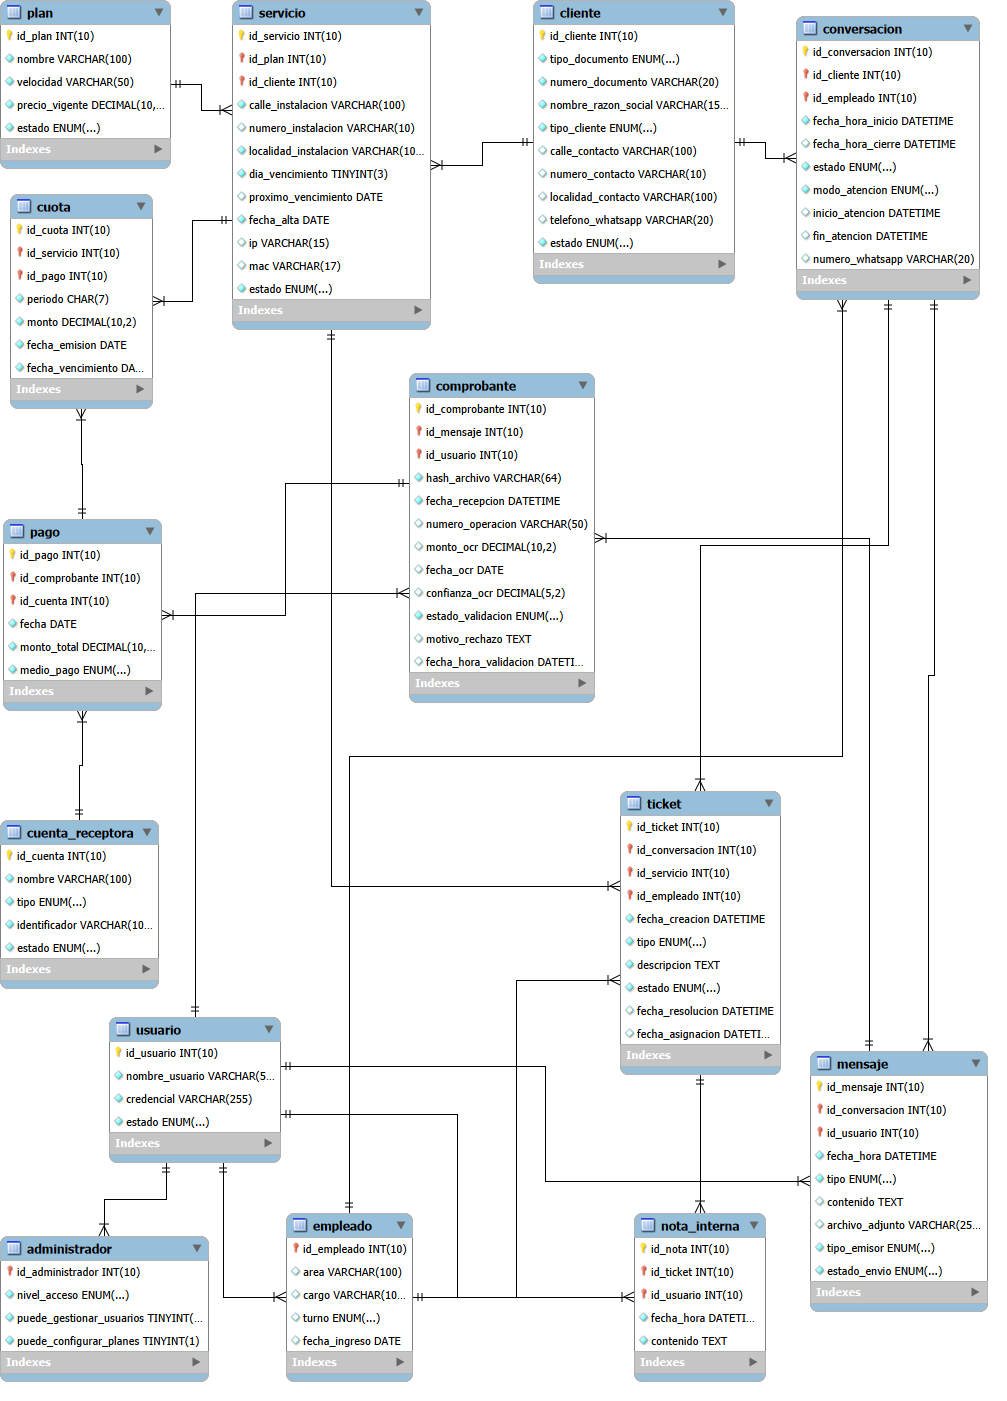 plan
id_plan INT(10)
nombre VARCHAR(100)
velocidad VARCHAR(50)
precio_vigente DECIMAL(10,...
estado ENUM(...)
Indexes
servicio
id_servicio INT(10)
id_plan INT(10)
id_cliente INT(10)
calle_instalacion VARCHAR(100)
numero_instalacion VARCHAR(10)
localidad_instalacion VARCHAR(10...
dia_vencimiento TINYINT(3)
proximo_vencimiento DATE
fecha_alta DATE
ip VARCHAR(15)
mac VARCHAR(17)
estado ENUM(...)
Indexes
cliente
id_cliente INT(10)
tipo_documento ENUM(...)
numero_documento VARCHAR(20)
nombre_razon_social VARCHAR(15...
tipo_cliente ENUM(...)
calle_contacto VARCHAR(100)
numero_contacto VARCHAR(10)
localidad_contacto VARCHAR(100)
telefono_whatsapp VARCHAR(20)
estado ENUM(...)
Indexes
conversacion
id_conversacion INT(10)
id_cliente INT(10)
id_empleado INT(10)
fecha_hora_inicio DATETIME
fecha_hora_cierre DATETIME
estado ENUM(...)
modo_atencion ENUM(...)
inicio_atencion DATETIME
fin_atencion DATETIME
numero_whatsapp VARCHAR(20)
Indexes
cuota
id_cuota INT(10)
id_servicio INT(10)
id_pago INT(10)
periodo CHAR(7)
monto DECIMAL(10,2)
fecha_emision DATE
fecha_vencimiento DA...
Indexes
comprobante
id_comprobante INT(10)
id_mensaje INT(10)
id_usuario INT(10)
hash_archivo VARCHAR(64)
fecha_recepcion DATETIME
numero_operacion VARCHAR(50)
monto_ocr DECIMAL(10,2)
fecha_ocr DATE
confianza_ocr DECIMAL(5,2)
estado_validacion ENUM(...)
motivo_rechazo TEXT
fecha_hora_validacion DATETI...
Indexes
pago
id_pago INT(10)
id_comprobante INT(10)
id_cuenta INT(10)
fecha DATE
monto_total DECIMAL(10,...
medio_pago ENUM(...)
Indexes
cuenta_receptora
id_cuenta INT(10)
nombre VARCHAR(100)
tipo ENUM(...)
identificador VARCHAR(10...
estado ENUM(...)
Indexes
ticket
id_ticket INT(10)
id_conversacion INT(10)
id_servicio INT(10)
id_empleado INT(10)
fecha_creacion DATETIME
tipo ENUM(...)
descripcion TEXT
estado ENUM(...)
fecha_resolucion DATETIME
fecha_asignacion DATETI...
Indexes
usuario
id_usuario INT(10)
nombre_usuario VARCHAR(5...
credencial VARCHAR(255)
estado ENUM(...)
Indexes
mensaje
id_mensaje INT(10)
id_conversacion INT(10)
id_usuario INT(10)
fecha_hora DATETIME
tipo ENUM(...)
contenido TEXT
archivo_adjunto VARCHAR(25...
tipo_emisor ENUM(...)
estado_envio ENUM(...)
Indexes
administrador
id_administrador INT(10)
nivel_acceso ENUM(...)
puede_gestionar_usuarios TINYINT(...
puede_configurar_planes TINYINT(1)
Indexes
empleado
id_empleado INT(10)
area VARCHAR(100)
cargo VARCHAR(10...
turno ENUM(...)
fecha_ingreso DATE
Indexes
nota_interna
id_nota INT(10)
id_ticket INT(10)
id_usuario INT(10)
fecha_hora DATETI...
contenido TEXT
Indexes